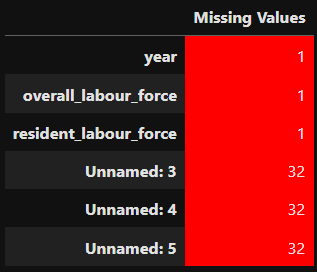 Missing Values
year 1
overall_labour_force 1
resident_labour_force 1
Unnamed: 3 32
Unnamed: 4 32
Unnamed: 5 32